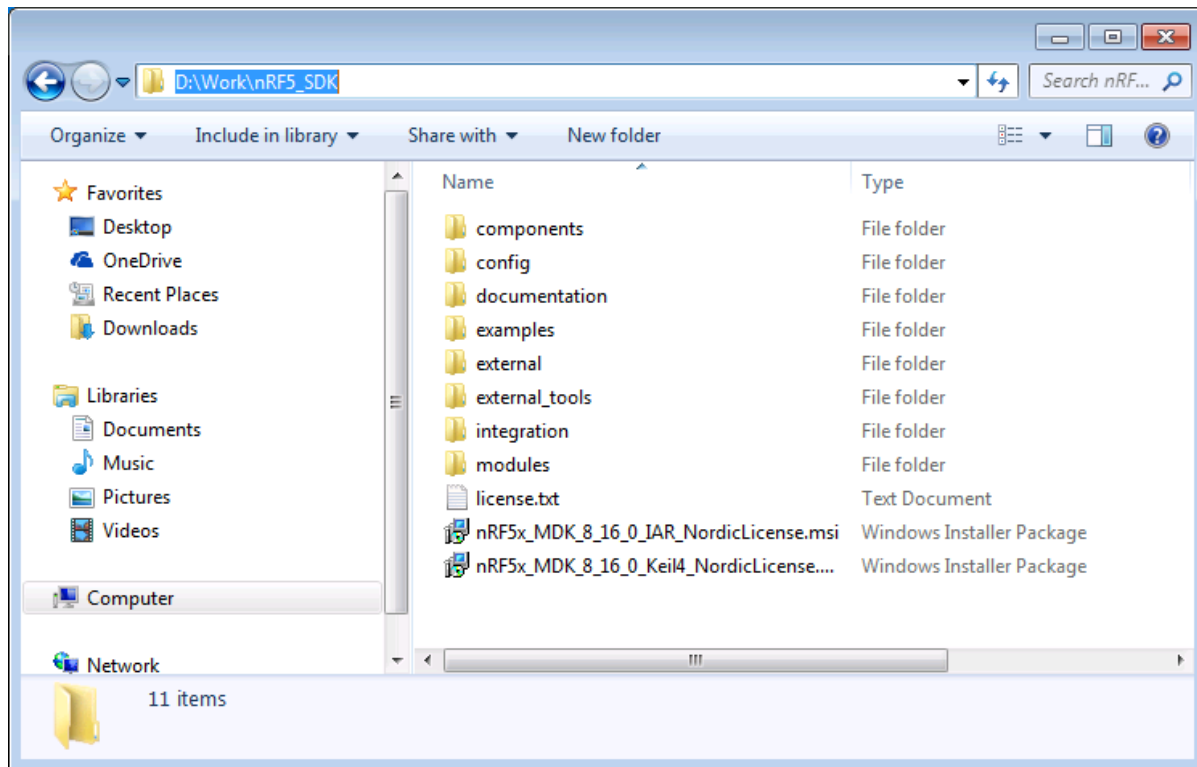 D:\Work\nRF5_SDK
Search nRF...
Organize
Include in library
Share with
New folder
Favorites
Desktop
OneDrive
Recent Places
Downloads
Libraries
Documents
Music
Pictures
Videos
Computer
Network
Name Type
components File folder
config File folder
documentation File folder
examples File folder
external File folder
external_tools File folder
integration File folder
modules File folder
license.txt Text Document
nRF5x_MDK_8_16_0_IAR_NordicLicense.msi Windows Installer Package
nRF5x_MDK_8_16_0_Keil4_NordicLicense.... Windows Installer Package
11 items